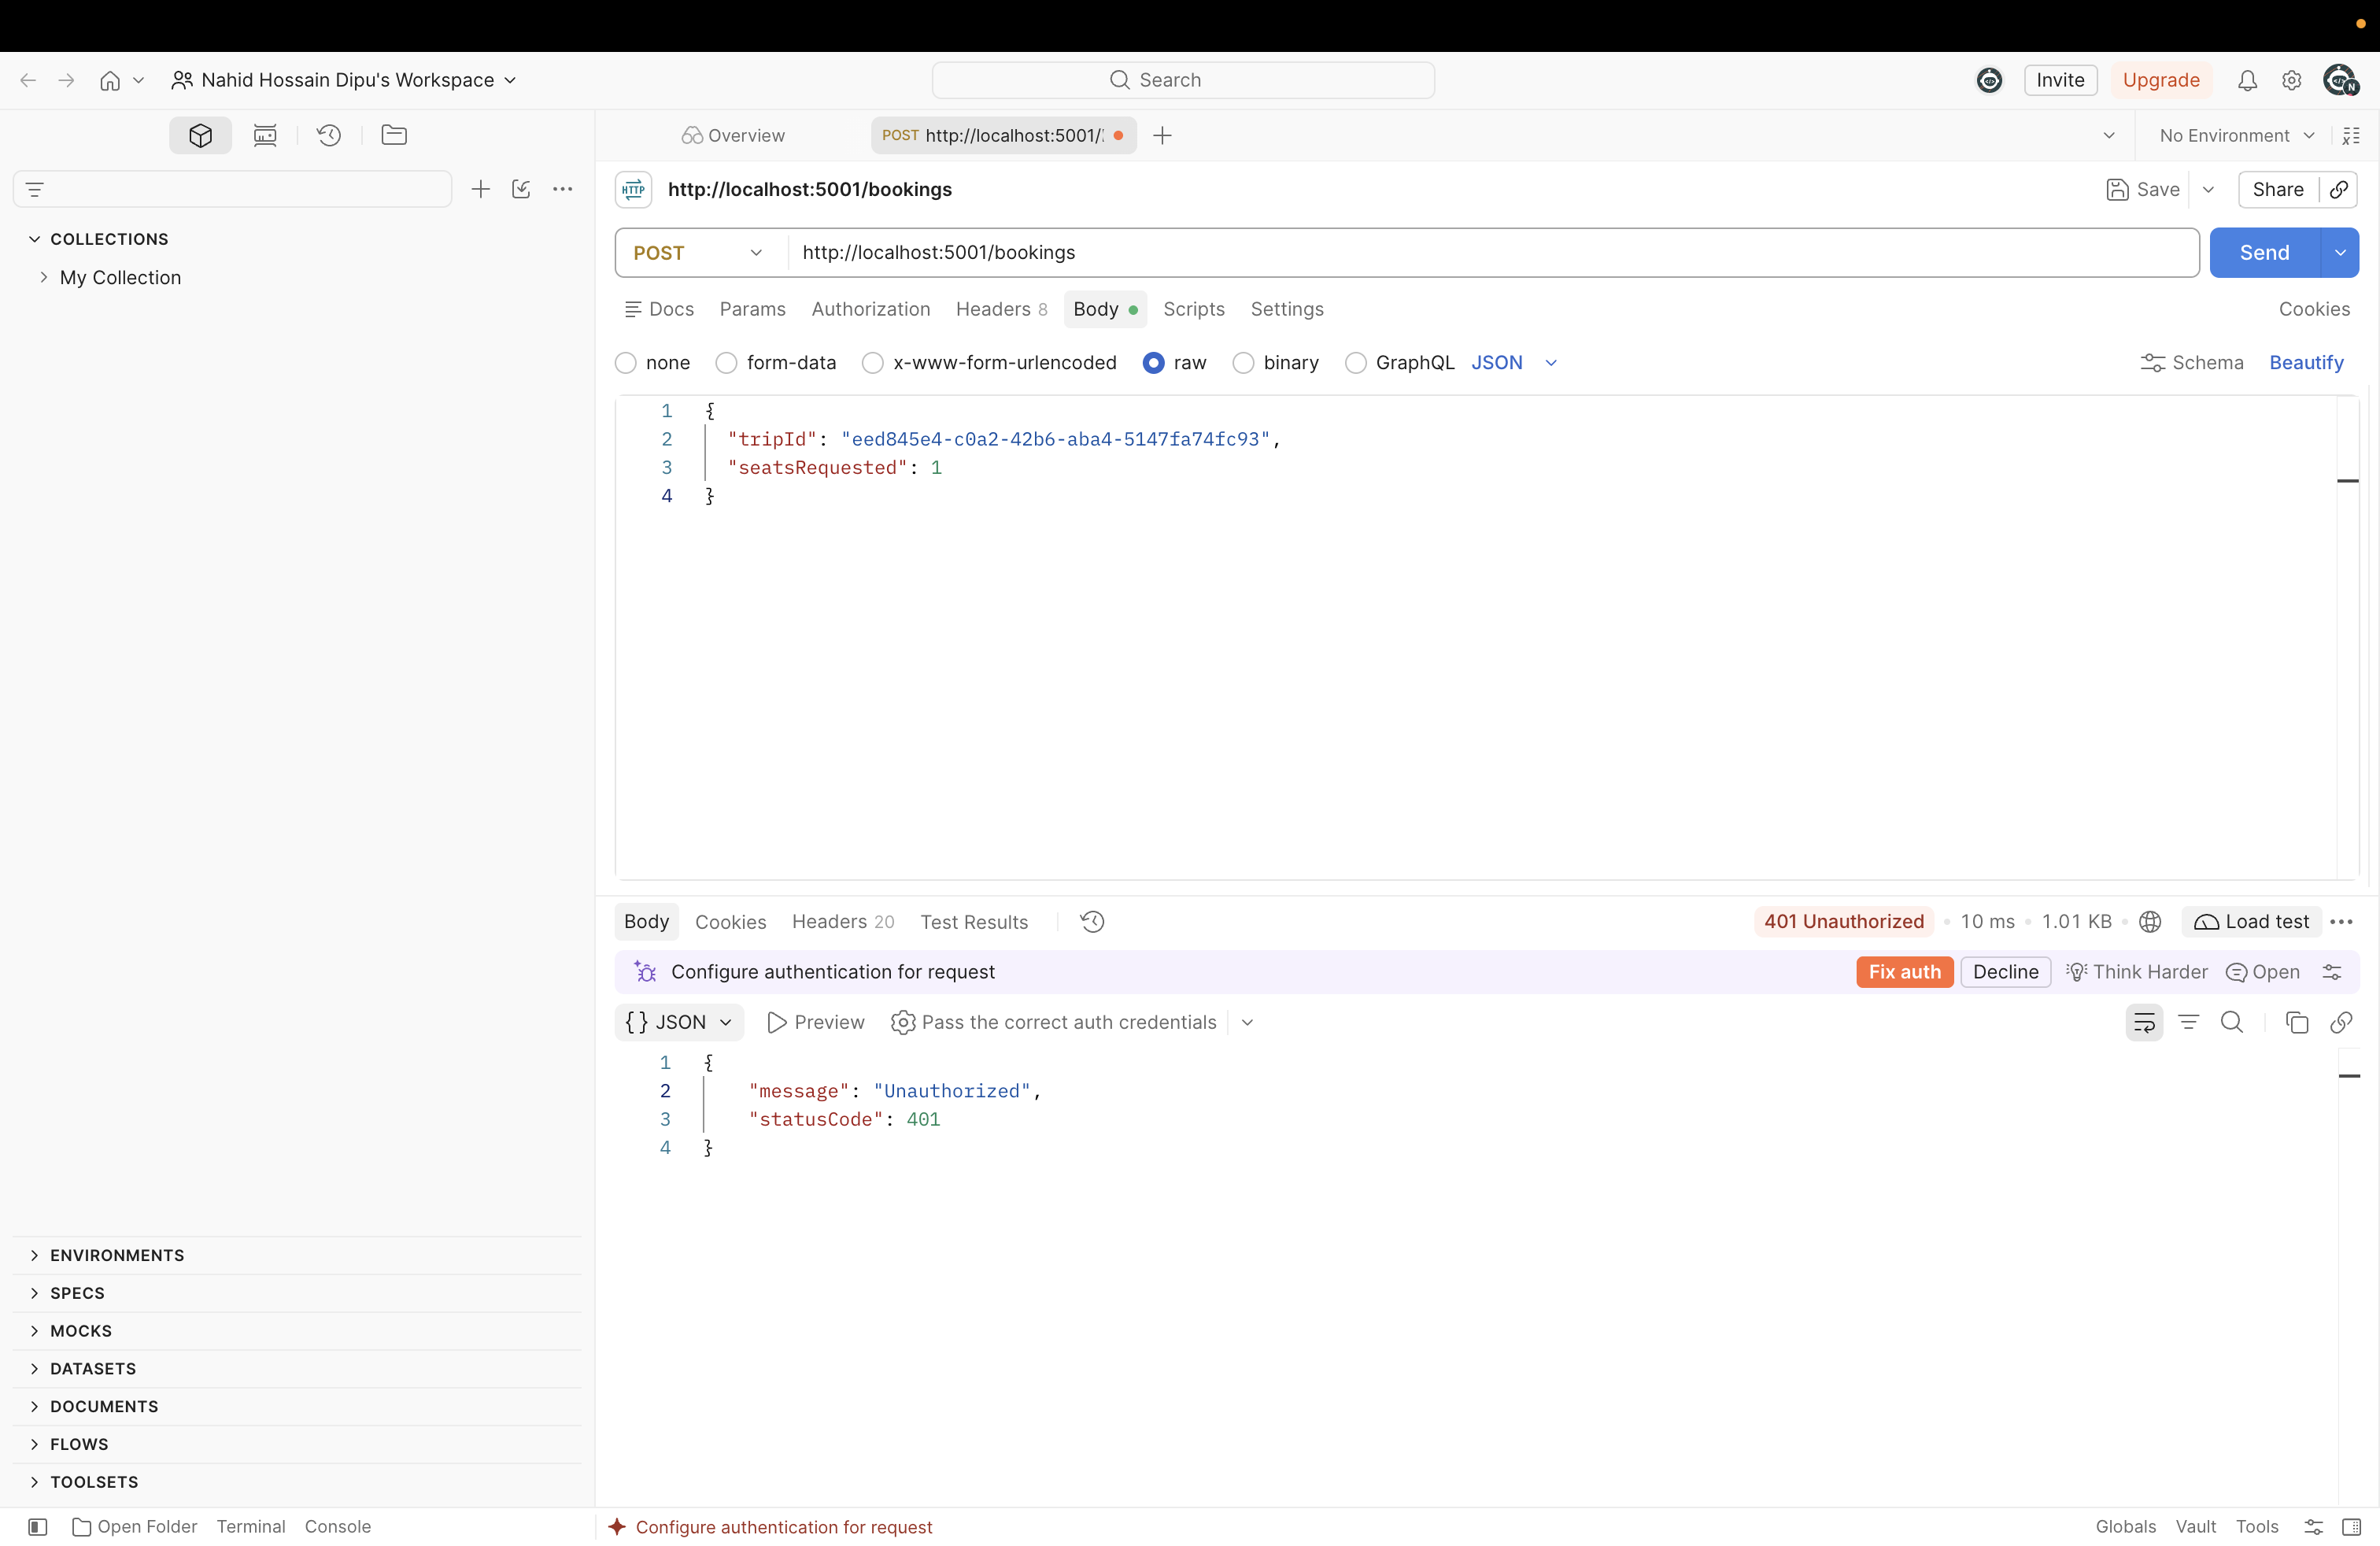 Nahid Hossain Dipu's Workspace
Search
Invite
Upgrade
N
Overview
POST http://localhost:5001/
No Environment
HTTP
http://localhost:5001/bookings
Save
Share
COLLECTIONS
My Collection
POST
http://localhost:5001/bookings
Send
Docs
Params
Authorization
Headers 8
Body
Scripts
Settings
Cookies
none
form-data
x-www-form-urlencoded
raw
binary
GraphQL
JSON
Schema
Beautify
1 {
2 "tripId": "eed845e4-c0a2-42b6-aba4-5147fa74fc93",
3 "seatsRequested": 1
4 }
Body
Cookies
Headers 20
Test Results
401 Unauthorized
10 ms
1.01 KB
Load test
Configure authentication for request
Fix auth
Decline
Think Harder
Open
{} JSON
Preview
Pass the correct auth credentials
1 {
2 "message": "Unauthorized",
3 "statusCode": 401
4 }
ENVIRONMENTS
SPECS
MOCKS
DATASETS
DOCUMENTS
FLOWS
TOOLSETS
Open Folder
Terminal
Console
Configure authentication for request
Globals
Vault
Tools